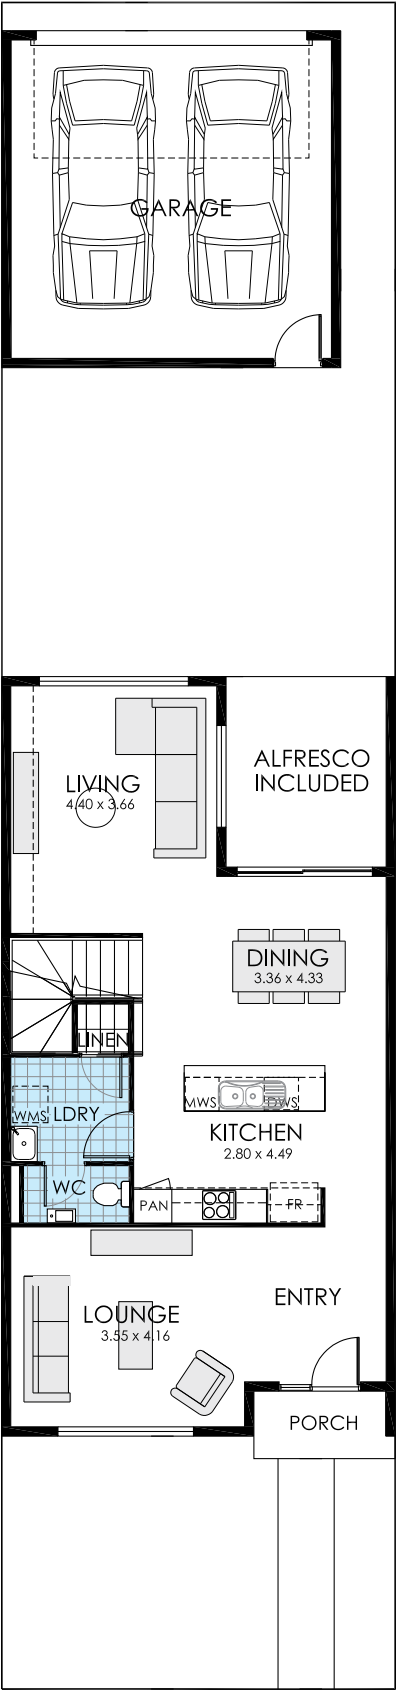 GARAGE
ALFRESCO
INCLUDED
LIVING
4.40 x 3.66
DINING
3.36 x 4.33
LINEN
MWS
DWS
WMS
LDRY
KITCHEN
2.80 x 4.49
WC
PAN
FR
ENTRY
LOUNGE
3.55 x 4.16
PORCH